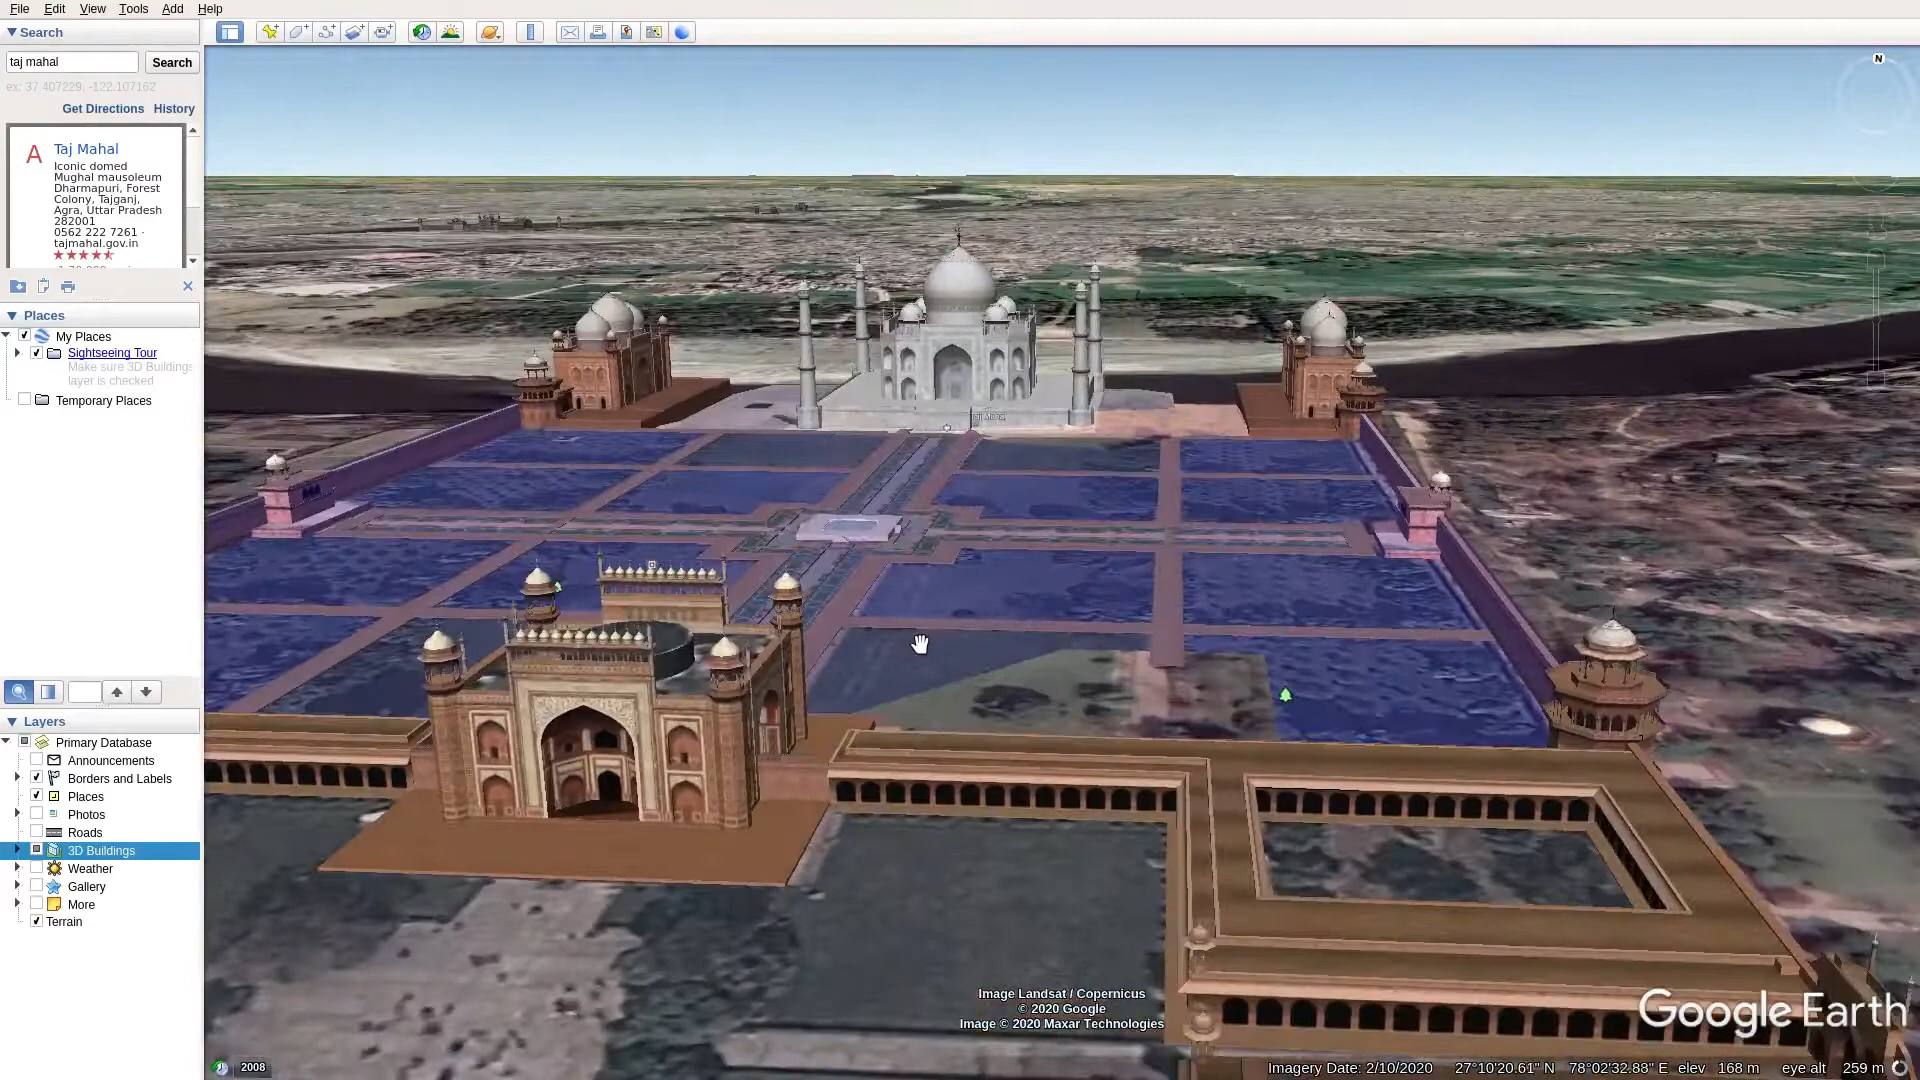 File Edit View Tools Add Help
Search
taj mahal
Search
ex: 37.407229, -122.107162
Get Directions History
A
Taj Mahal
Iconic domed
Mughal mausoleum
Dharmapuri, Forest
Colony, Tajganj,
Agra, Uttar Pradesh
282001
0562 222 7261 ·
tajmahal.gov.in
Places
My Places
Sightseeing Tour
Make sure 3D Buildings
layer is checked
Temporary Places
Layers
Primary Database
Announcements
Borders and Labels
Places
Photos
Roads
3D Buildings
Weather
Gallery
More
Terrain
N
Image Landsat / Copernicus
© 2020 Google
Image © 2020 Maxar Technologies
Google Earth
2008
Imagery Date: 2/10/2020 27°10'20.61" N 78°02'32.88" E elev 168 m eye alt 259 m